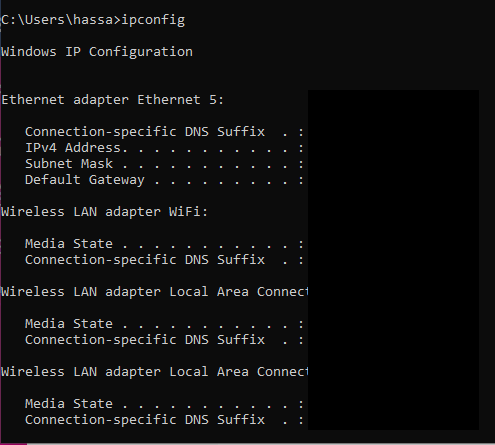 C:\Users\hassa>ipconfig
Windows IP Configuration
Ethernet adapter Ethernet 5:
Connection-specific DNS Suffix  . :
IPv4 Address. . . . . . . . . . . :
Subnet Mask . . . . . . . . . . . :
Default Gateway . . . . . . . . . :
Wireless LAN adapter WiFi:
Media State . . . . . . . . . . . :
Connection-specific DNS Suffix  . :
Wireless LAN adapter Local Area Connect
Media State . . . . . . . . . . . :
Connection-specific DNS Suffix  . :
Wireless LAN adapter Local Area Connect
Media State . . . . . . . . . . . :
Connection-specific DNS Suffix  . :